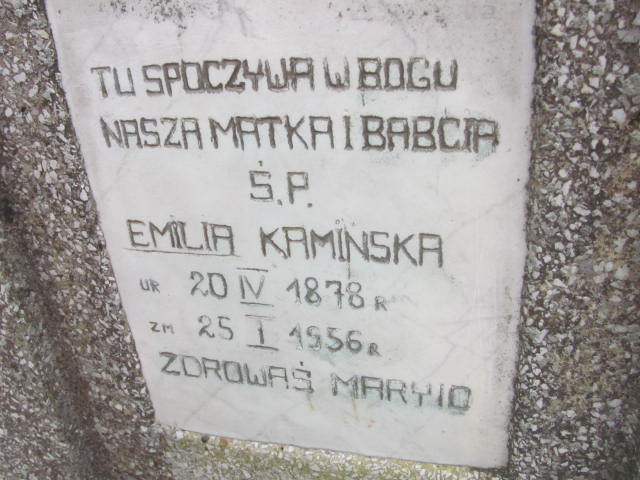 TU SPOCZYWA W BOGU
NASZA MATKA I BABCIA
Ś.P.
EMILIA KAMIŃSKA
UR 20 IV 1878 R
ZM 25 I 1956 R
ZDROWAŚ MARYIO